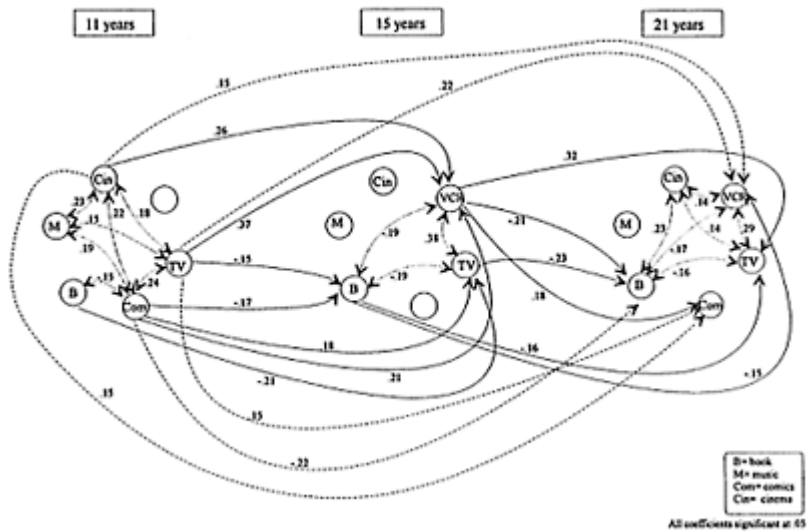 11 years
15 years
21 years
.15
.22
.26
.32
Cin
Cin
Cin
VCR
VCR
.23
.22
.18
.37
.14
M
.15
M
-.19
.38
-.21
M
.23
-.17
.14
.29
.19
TV
-.15
-.19
TV
-.23
-.16
TV
B
-.15
.24
B
B
Com
-.17
.18
Com
.18
-.16
-.21
.21
-.15
.15
.15
-.22
B= book
M= music
Com= comics
Cin= cinema
All coefficients significant at .05